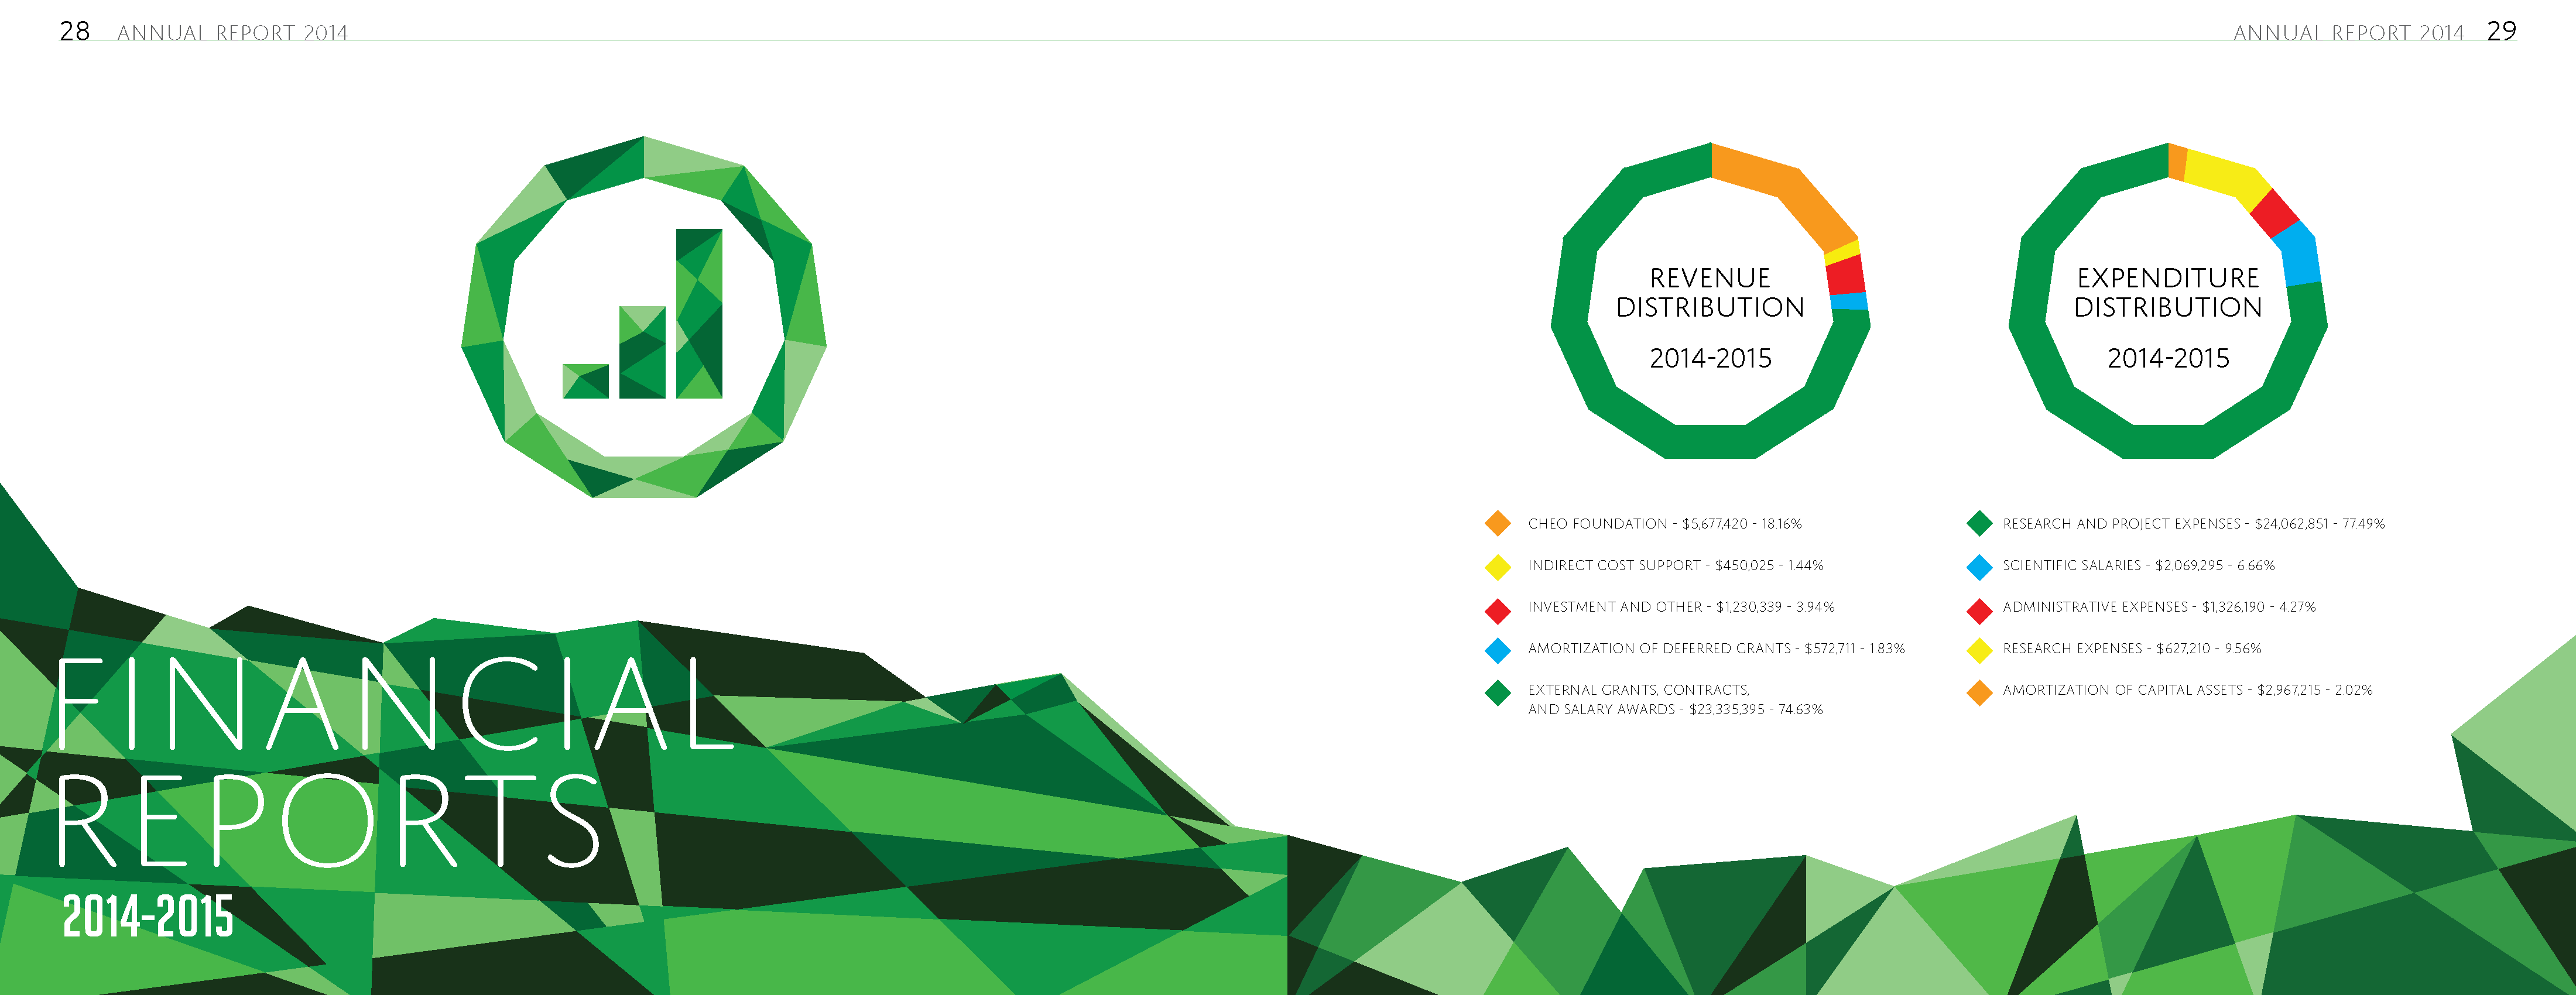 28 ANNUAL REPORT 2014
ANNUAL REPORT 2014 29
FINANCIAL
REPORTS
2014-2015
REVENUE
DISTRIBUTION
2014-2015
EXPENDITURE
DISTRIBUTION
2014-2015
CHEO FOUNDATION - $5,677,420 - 18.16%
INDIRECT COST SUPPORT - $450,025 - 1.44%
INVESTMENT AND OTHER - $1,230,339 - 3.94%
AMORTIZATION OF DEFERRED GRANTS - $572,711 - 1.83%
EXTERNAL GRANTS, CONTRACTS,
AND SALARY AWARDS - $23,335,395 - 74.63%
RESEARCH AND PROJECT EXPENSES - $24,062,851 - 77.49%
SCIENTIFIC SALARIES - $2,069,295 - 6.66%
ADMINISTRATIVE EXPENSES - $1,326,190 - 4.27%
RESEARCH EXPENSES - $627,210 - 9.56%
AMORTIZATION OF CAPITAL ASSETS - $2,967,215 - 2.02%